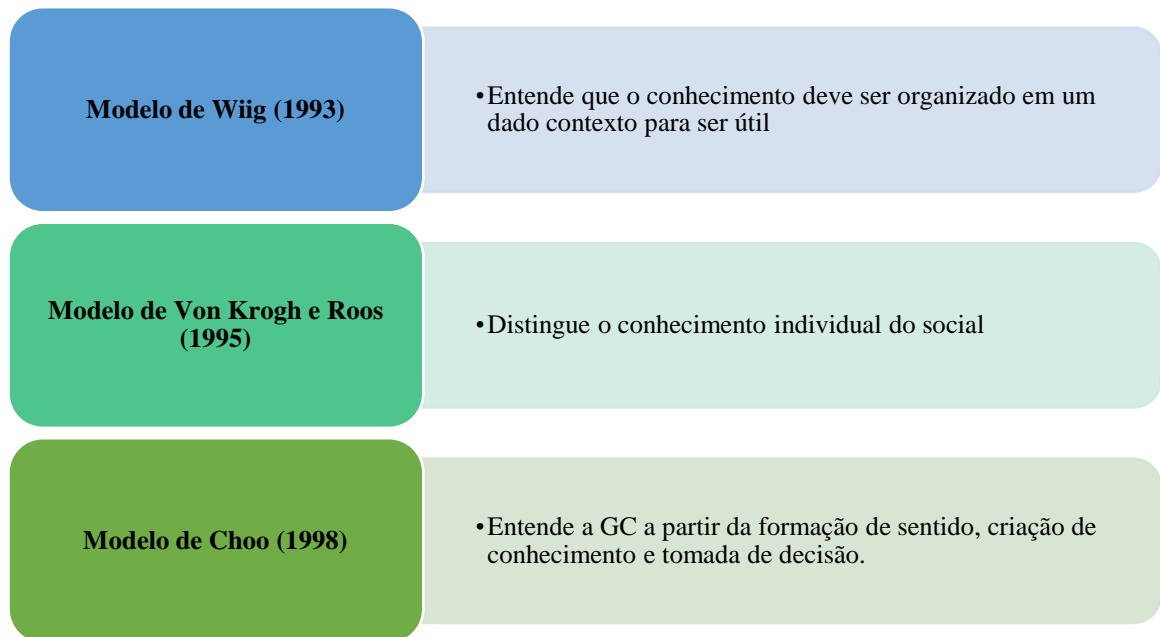 Modelo de Wiig (1993)
•Entende que o conhecimento deve ser organizado em um
dado contexto para ser útil
Modelo de Von Krogh e Roos
(1995)
•Distingue o conhecimento individual do social
Modelo de Choo (1998)
•Entende a GC a partir da formação de sentido, criação de
conhecimento e tomada de decisão.